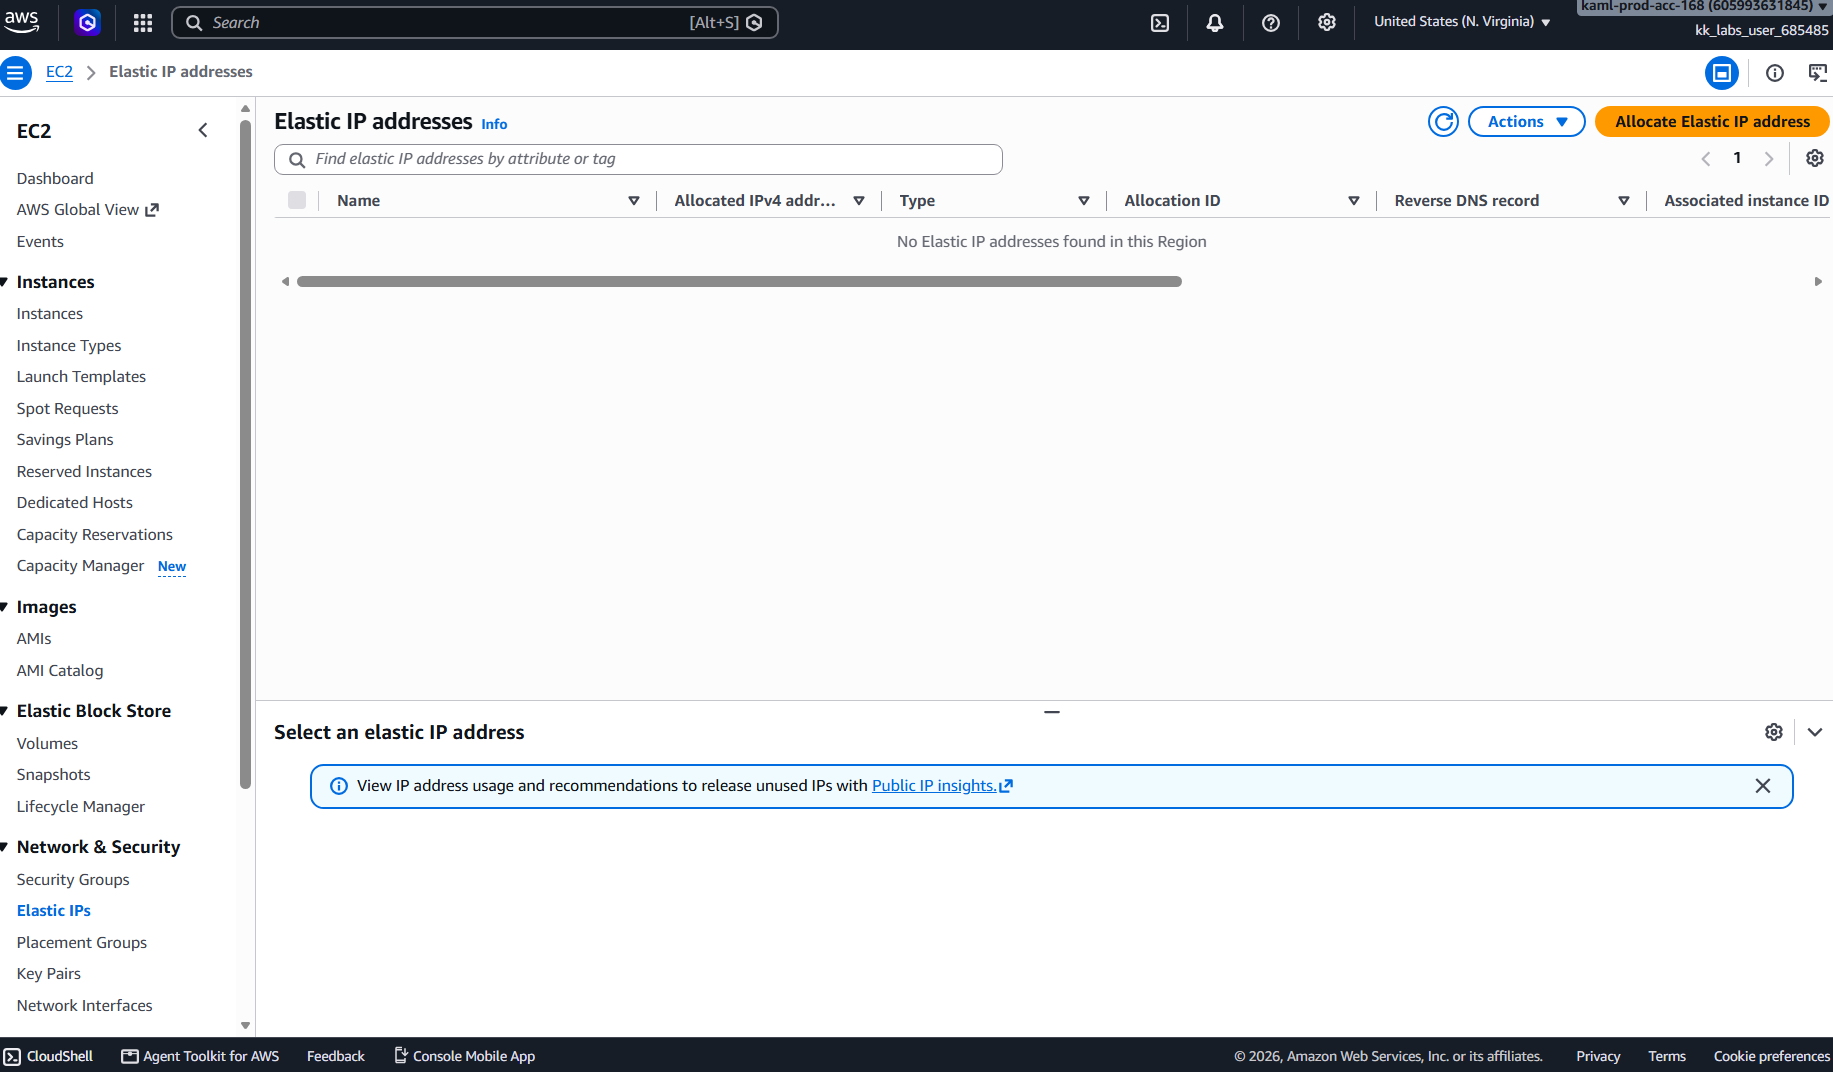 aws
Search [Alt+S]
United States (N. Virginia)
kaml-prod-acc-168 (605993631845)
kk_labs_user_685485
EC2 Elastic IP addresses
EC2
Dashboard
AWS Global View
Events
Instances
Instances
Instance Types
Launch Templates
Spot Requests
Savings Plans
Reserved Instances
Dedicated Hosts
Capacity Reservations
Capacity Manager New
Images
AMIs
AMI Catalog
Elastic Block Store
Volumes
Snapshots
Lifecycle Manager
Network & Security
Security Groups
Elastic IPs
Placement Groups
Key Pairs
Network Interfaces
Elastic IP addresses Info
Actions
Allocate Elastic IP address
Find elastic IP addresses by attribute or tag
1
Name Allocated IPv4 addr... Type Allocation ID Reverse DNS record Associated instance ID
No Elastic IP addresses found in this Region
Select an elastic IP address
View IP address usage and recommendations to release unused IPs with Public IP insights.
CloudShell Agent Toolkit for AWS Feedback Console Mobile App
© 2026, Amazon Web Services, Inc. or its affiliates. Privacy Terms Cookie preferences